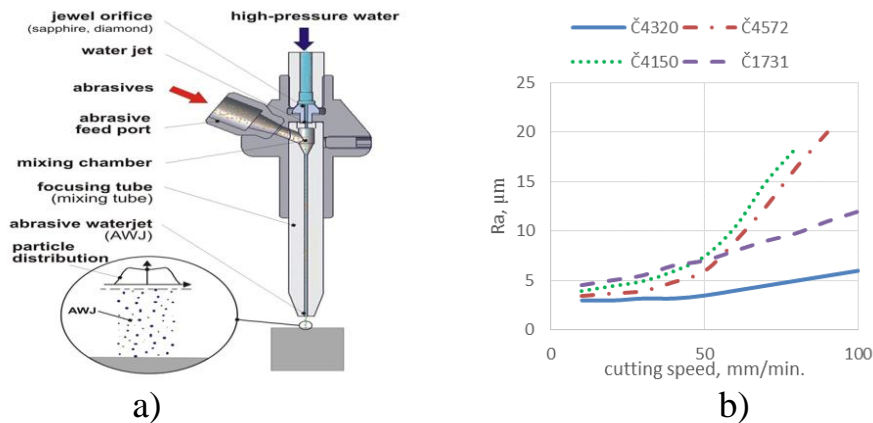 jewel orifice
(sapphire, diamond)
water jet
abrasives
abrasive
feed port
mixing chamber
focusing tube
(mixing tube)
abrasive waterjet
(AWJ)
particle
distribution
AWJ
high-pressure water
a)
Č4320
Č4572
Č4150
Č1731
Ra, µm
25
20
15
10
5
0
0
50
100
cutting speed, mm/min.
b)